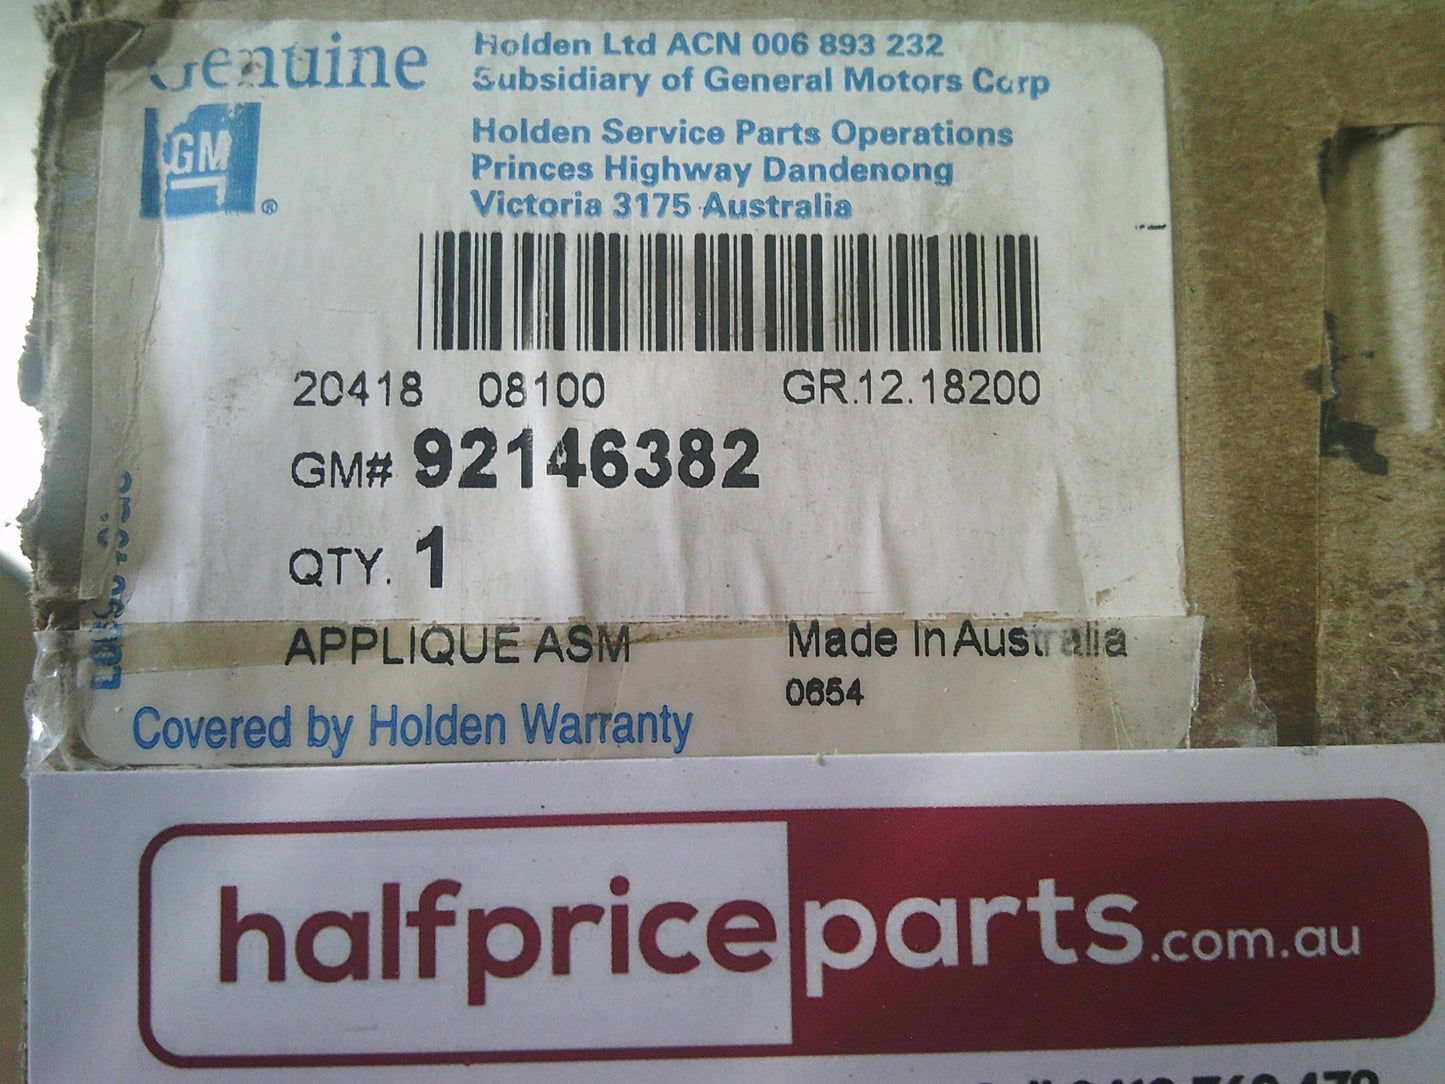 Genuine
GM
®
Holden Ltd ACN 006 893 232
Subsidiary of General Motors Corp
Holden Service Parts Operations
Princes Highway Dandenong
Victoria 3175 Australia
20418 08100 GR.12.18200
GM# 92146382
QTY. 1
APPLIQUE ASM Made In Australia
0654
Covered by Holden Warranty
halfpriceparts.com.au